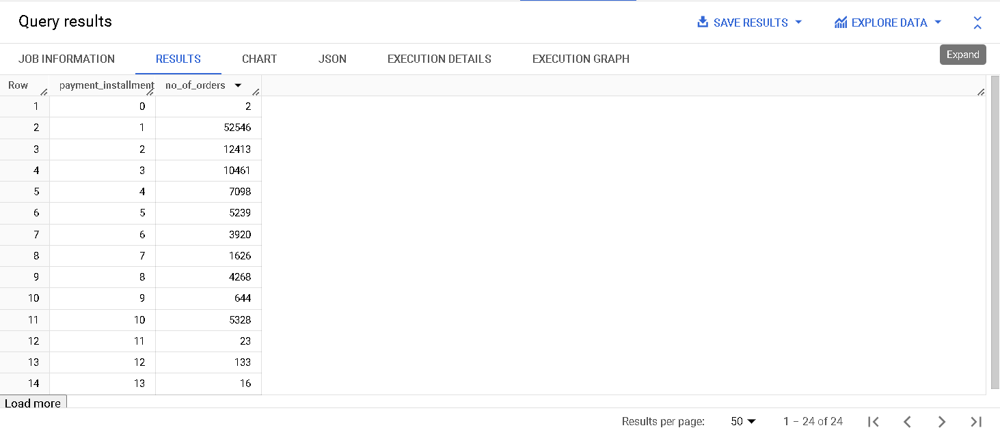 Query results
SAVE RESULTS
EXPLORE DATA
JOB INFORMATION RESULTS CHART JSON EXECUTION DETAILS EXECUTION GRAPH
Expand
Row payment_installment no_of_orders
1 0 2
2 1 52546
3 2 12413
4 3 10461
5 4 7098
6 5 5239
7 6 3920
8 7 1626
9 8 4268
10 9 644
11 10 5328
12 11 23
13 12 133
14 13 16
Load more
Results per page: 50 1 – 24 of 24